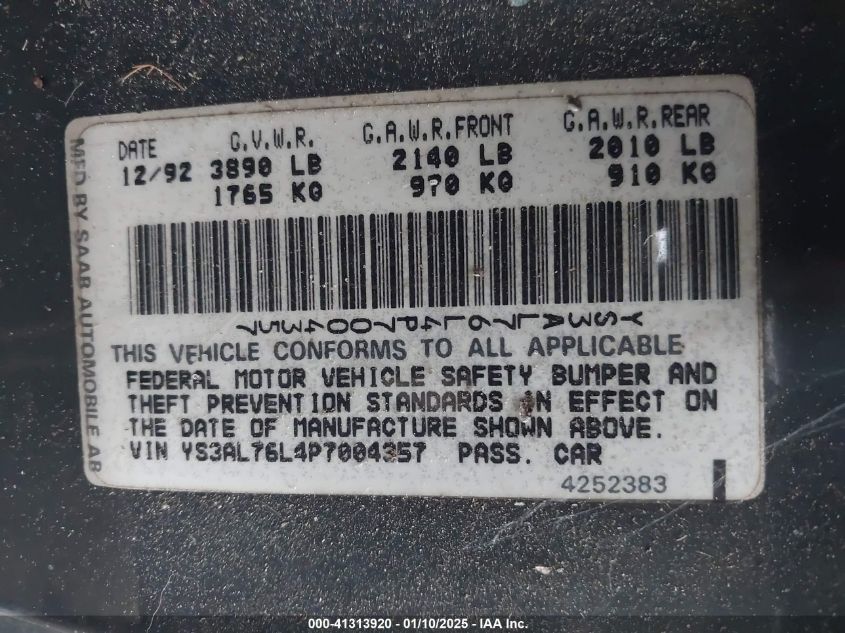 MFD BY SAAB AUTOMOBILE AB
DATE G.V.W.R. G.A.W.R.FRONT G.A.W.R.REAR
12/92 3890 LB 2140 LB 2010 LB
1765 KG 970 KG 910 KG
YS3AL76L4P7004357
THIS VEHICLE CONFORMS TO ALL APPLICABLE
FEDERAL MOTOR VEHICLE SAFETY BUMPER AND
THEFT PREVENTION STANDARDS IN EFFECT ON
THE DATE OF MANUFACTURE SHOWN ABOVE.
VIN YS3AL76L4P7004357 PASS. CAR
4252383
000-41313920 — 01/10/2025 — IAA Inc.